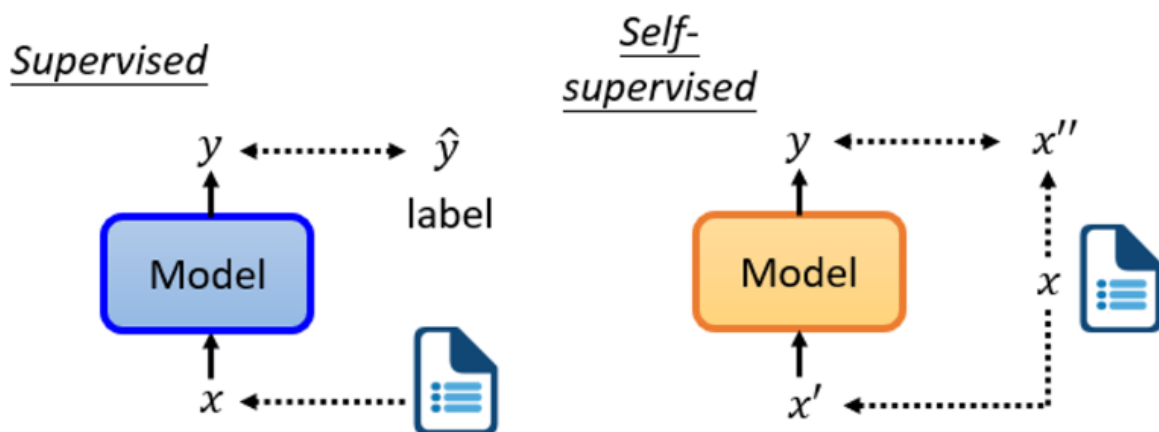 Supervised
y
ŷ
label
Model
x
Self-
supervised
y
x′′
Model
x
x′